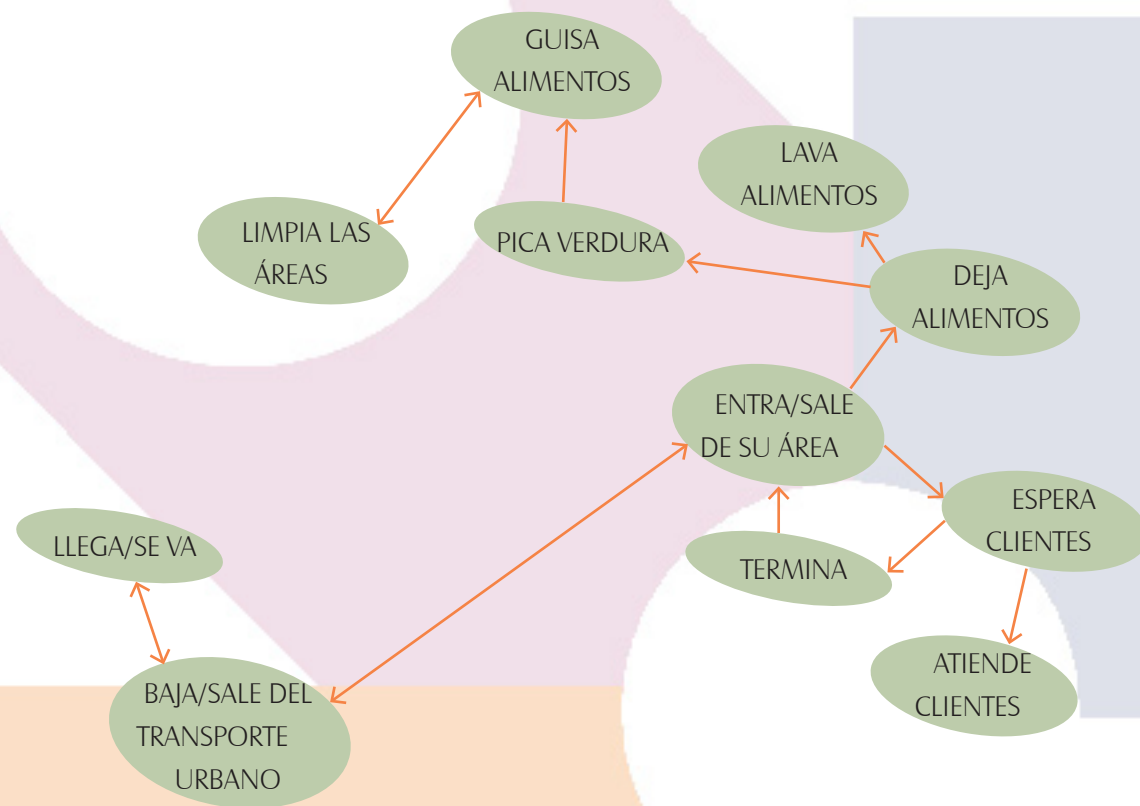 GUISA
ALIMENTOS
LAVA
ALIMENTOS
LIMPIA LAS
ÁREAS
PICA VERDURA
DEJA
ALIMENTOS
ENTRA/SALE
DE SU ÁREA
ESPERA
CLIENTES
LLEGA/SE VA
TERMINA
ATIENDE
CLIENTES
BAJA/SALE DEL
TRANSPORTE
URBANO